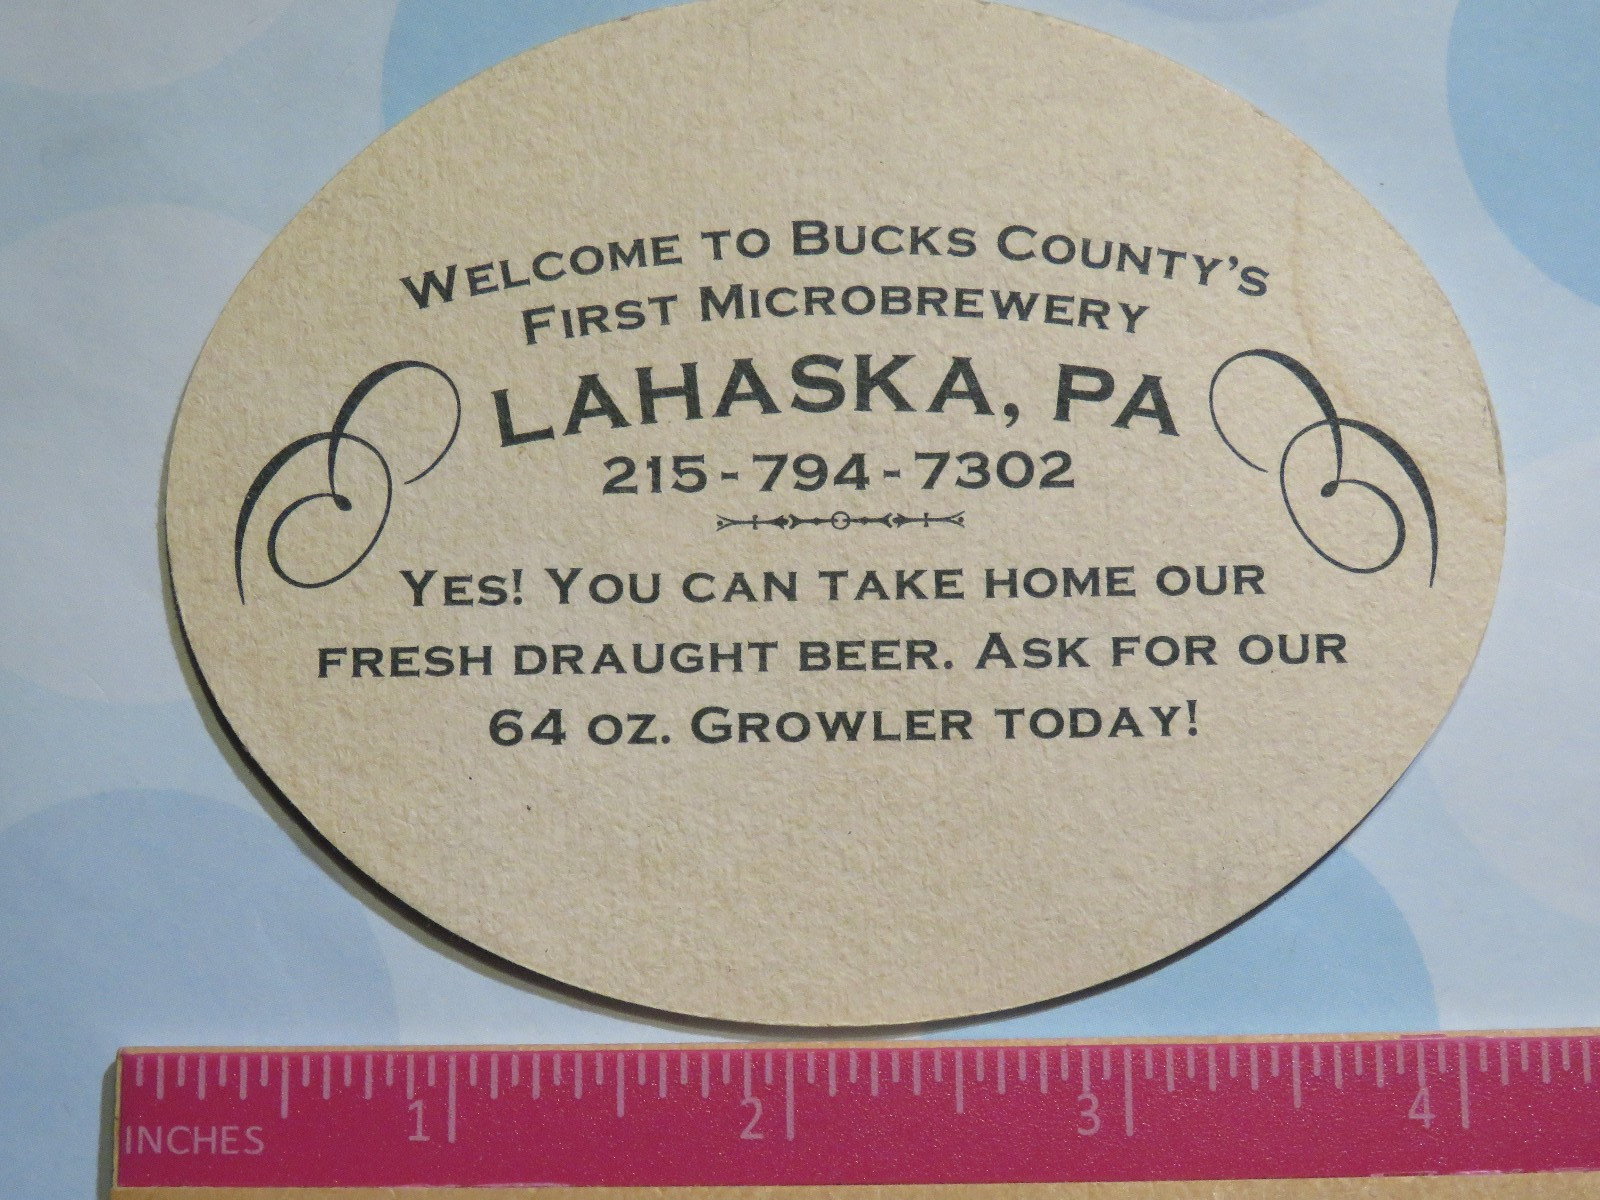 Welcome to Bucks County's
First Microbrewery
LAHASKA, PA
215-794-7302
Yes! You can take home our
fresh draught beer. Ask for our
64 oz. Growler today!
1 2 3 4
INCHES